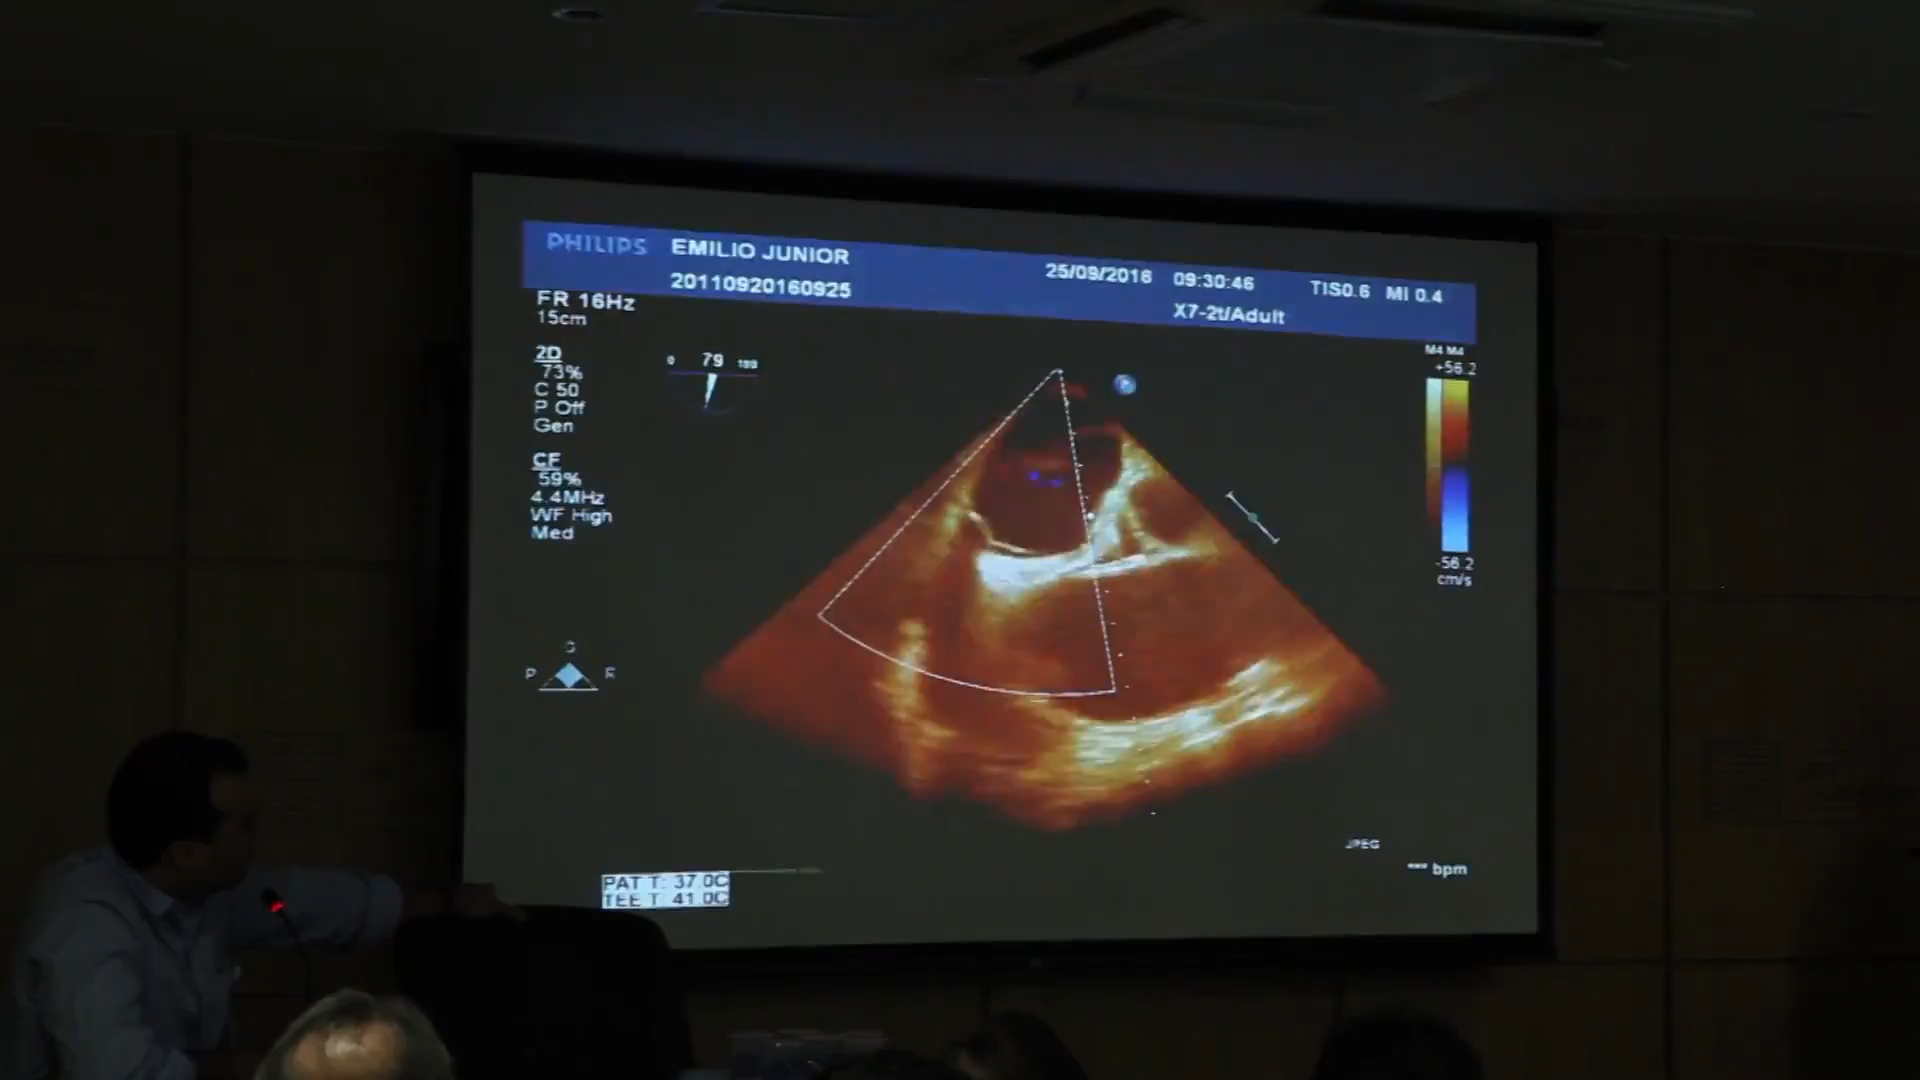 PHILIPS EMILIO JUNIOR 25/09/2016 09:30:46 TIS0.6 MI 0.4
20110920160925 X7-2t/Adult
FR 16Hz
15cm
2D
73%
C 50
P Off
Gen
CF
59%
4.4MHz
WF High
Med
0 79 180
M4 M4
+56.2
-56.2
cm/s
G
P R
JPEG
*** bpm
PAT T: 37.0C
TEE T: 41.0C